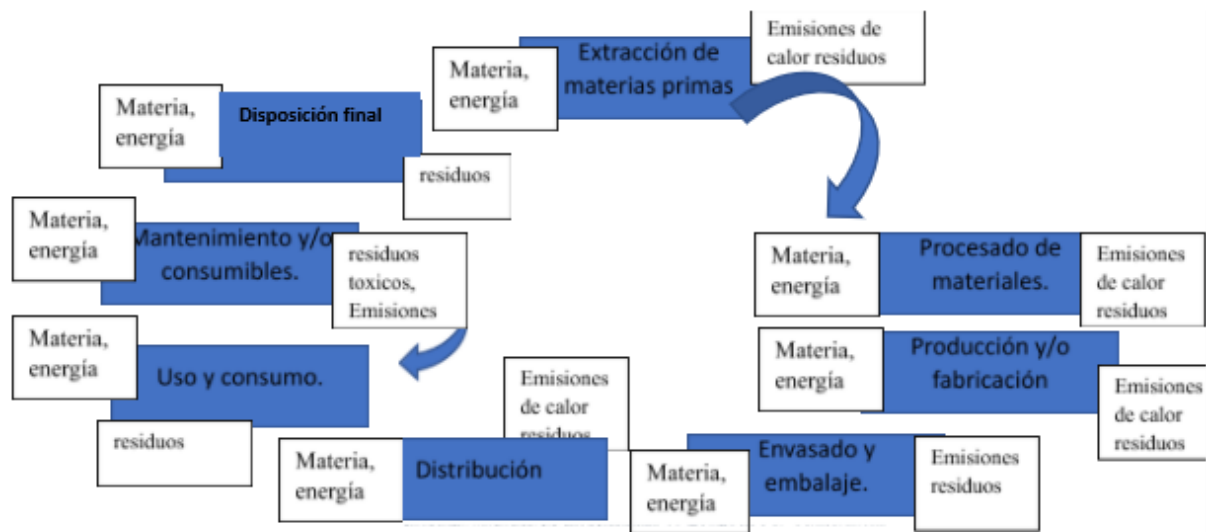 Materia,
energía
Extracción de
materias primas
Emisiones de
calor residuos
Materia,
energía
Disposición final
residuos
Materia,
energía
Mantenimiento y/o
consumibles.
residuos
toxicos,
Emisiones
Materia,
energía
Procesado de
materiales.
Emisiones
de calor
residuos
Materia,
energía
Uso y consumo.
residuos
Materia,
energía
Producción y/o
fabricación
Emisiones
de calor
residuos
Materia,
energía
Distribución
Emisiones
de calor
residuos
Materia,
energía
Envasado y
embalaje.
Emisiones
residuos